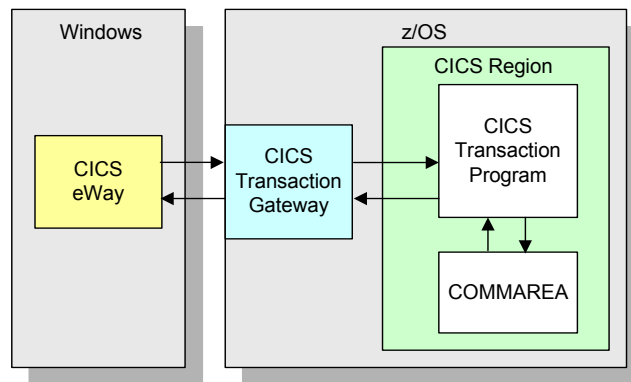 Windows
z/OS
CICS Region
CICS
eWay
CICS
Transaction
Gateway
CICS
Transaction
Program
COMMAREA